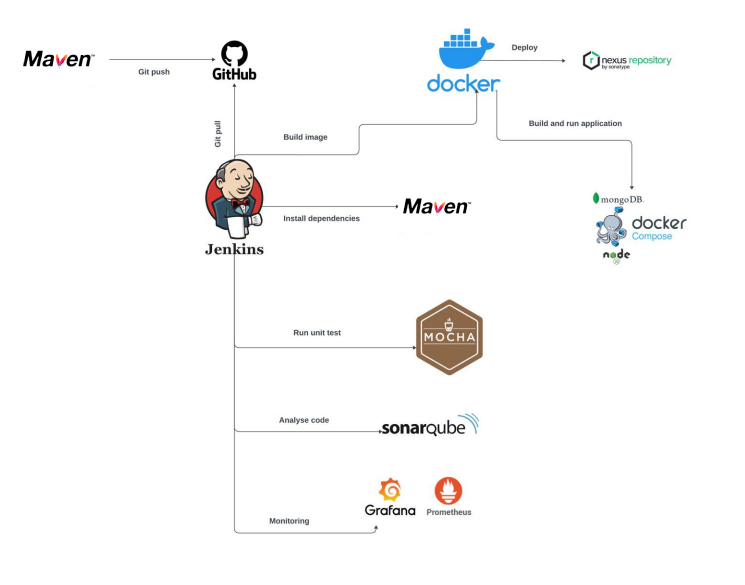 Maven™
Git push
GitHub
docker
Deploy
nexus repository
by sonatype
Git pull
Build image
Build and run application
Jenkins
Install dependencies
Maven™
mongoDB.
docker
Compose
node
JS
Run unit test
MOCHA
Analyse code
sonarqube
Monitoring
Grafana
Prometheus